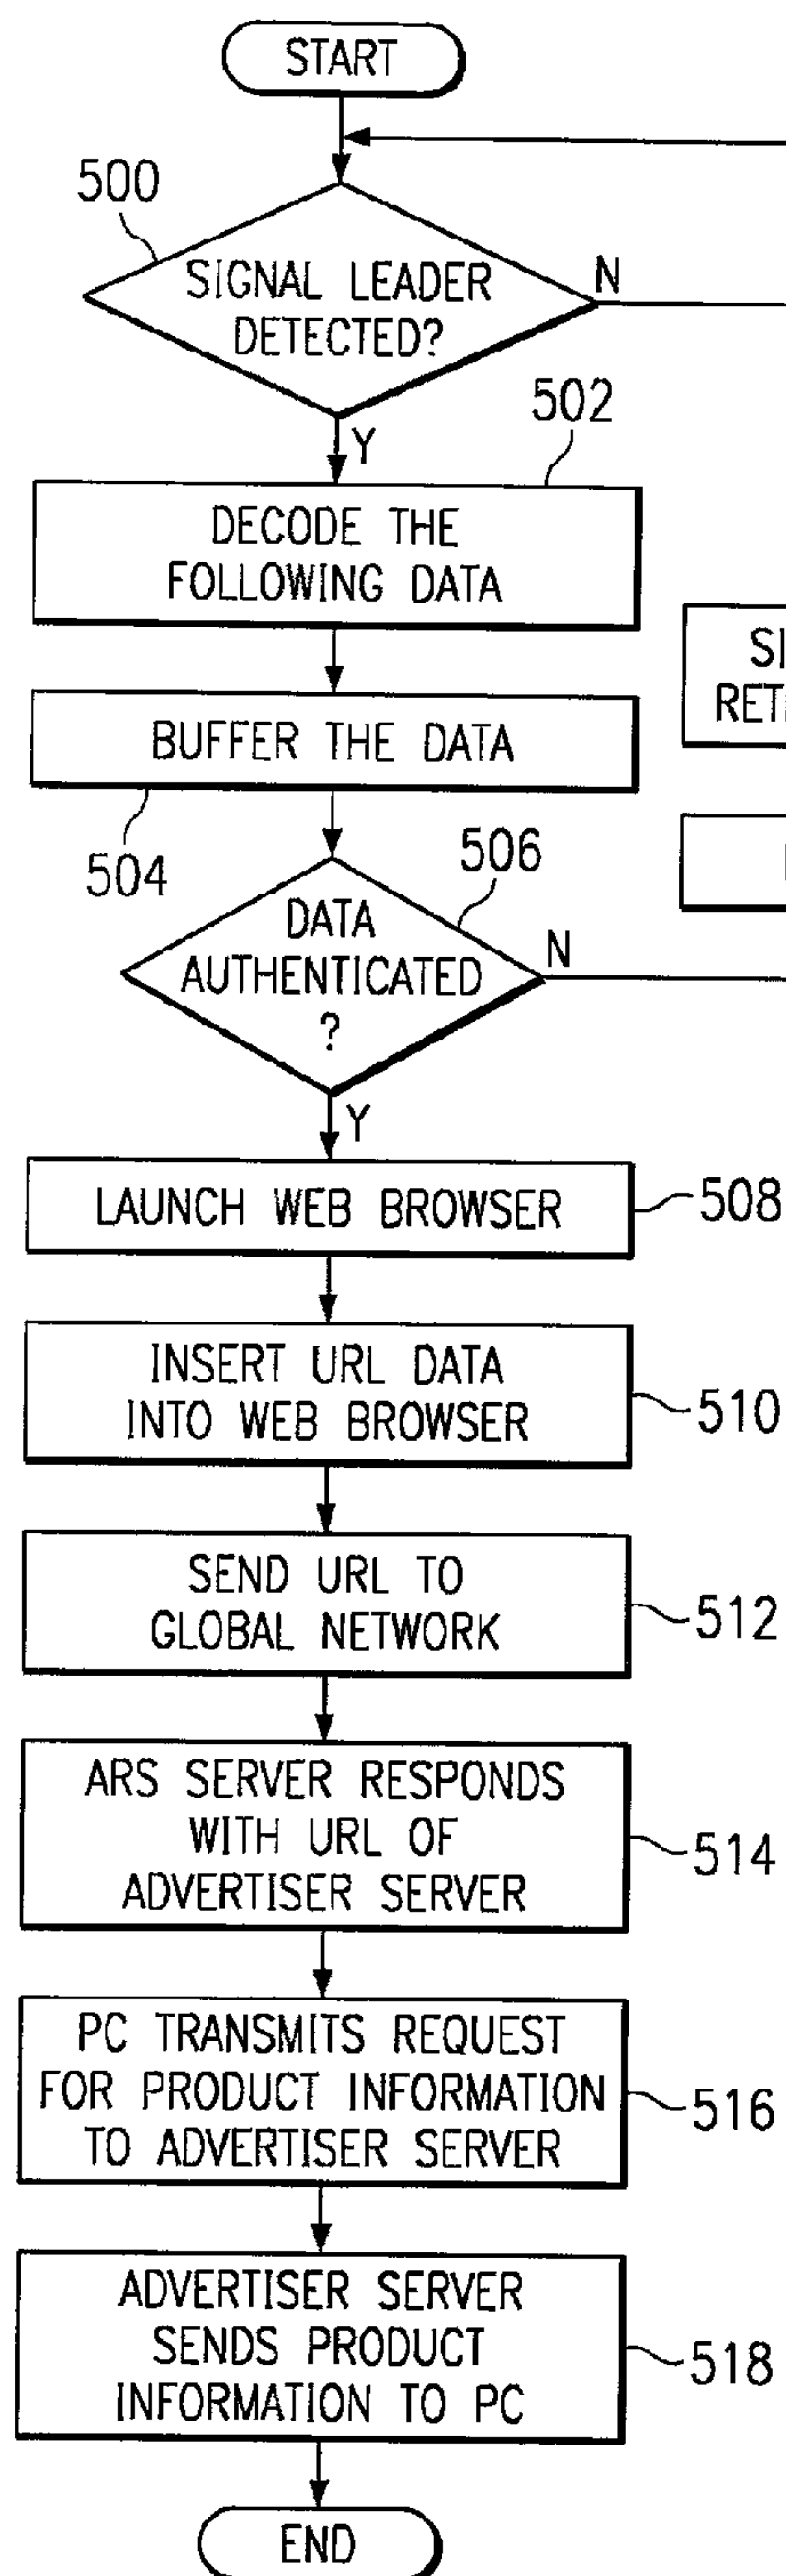 START
500
SIGNAL LEADER
DETECTED?
N
Y
502
DECODE THE
FOLLOWING DATA
BUFFER THE DATA
504
506
DATA
AUTHENTICATED
?
N
Y
LAUNCH WEB BROWSER
508
INSERT URL DATA
INTO WEB BROWSER
510
SEND URL TO
GLOBAL NETWORK
512
ARS SERVER RESPONDS
WITH URL OF
ADVERTISER SERVER
514
PC TRANSMITS REQUEST
FOR PRODUCT INFORMATION
TO ADVERTISER SERVER
516
ADVERTISER SERVER
SENDS PRODUCT
INFORMATION TO PC
518
END